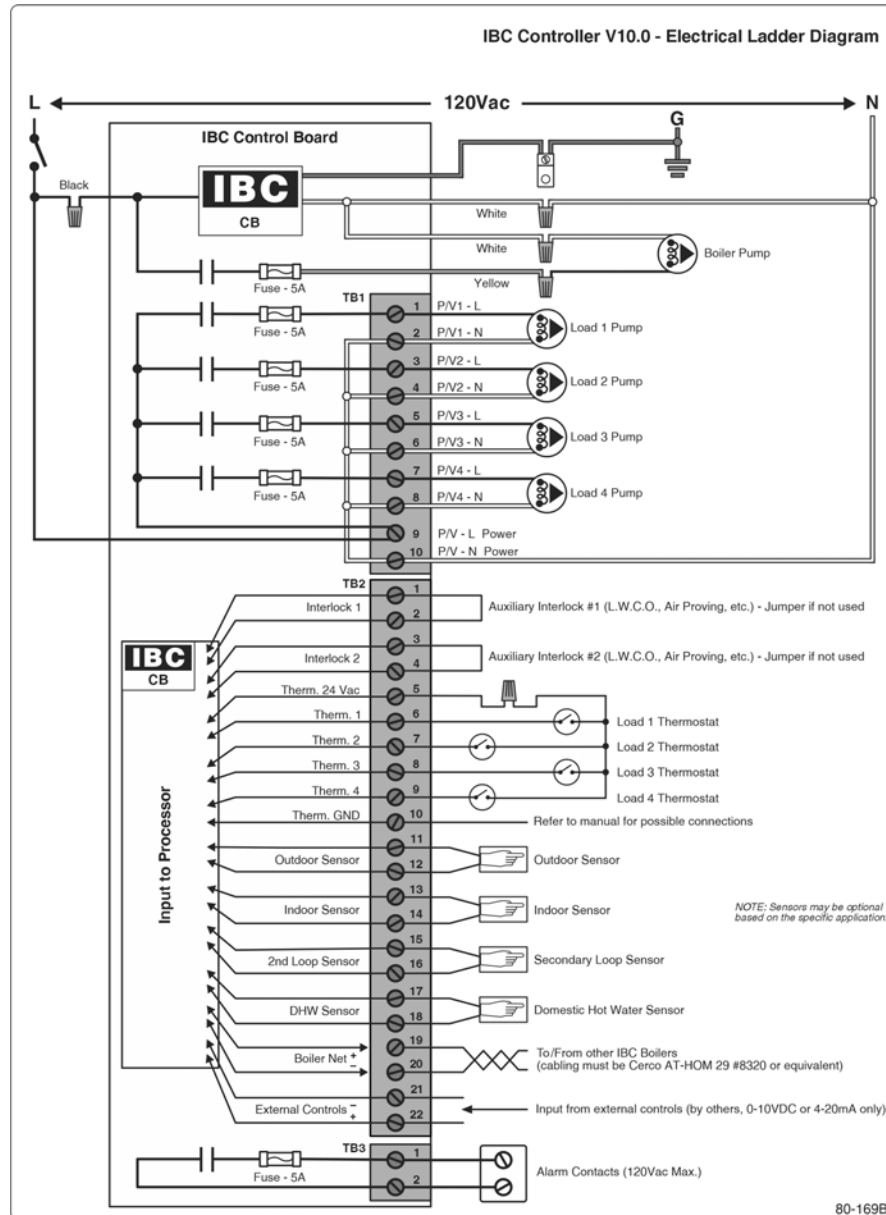 IBC Controller V10.0 - Electrical Ladder Diagram
L
120Vac
N
G
IBC Control Board
Black
IBC
CB
White
White
Boiler Pump
Yellow
Fuse - 5A
TB1
1 P/V1 - L
Fuse - 5A
Load 1 Pump
2 P/V1 - N
3 P/V2 - L
Fuse - 5A
Load 2 Pump
4 P/V2 - N
5 P/V3 - L
Fuse - 5A
Load 3 Pump
6 P/V3 - N
7 P/V4 - L
Fuse - 5A
Load 4 Pump
8 P/V4 - N
9 P/V - L Power
10 P/V - N Power
TB2
Interlock 1
1
2
Auxiliary Interlock #1 (L.W.C.O., Air Proving, etc.) - Jumper if not used
IBC
CB
Interlock 2
3
4
Auxiliary Interlock #2 (L.W.C.O., Air Proving, etc.) - Jumper if not used
Therm. 24 Vac 5
Therm. 1 6 Load 1 Thermostat
Therm. 2 7 Load 2 Thermostat
Therm. 3 8 Load 3 Thermostat
Therm. 4 9 Load 4 Thermostat
Therm. GND 10 Refer to manual for possible connections
Input to Processor
11
Outdoor Sensor
12
Outdoor Sensor
13
Indoor Sensor
14
Indoor Sensor
NOTE: Sensors may be optional
based on the specific application
15
2nd Loop Sensor
16
Secondary Loop Sensor
17
DHW Sensor
18
Domestic Hot Water Sensor
19
Boiler Net + -
20
To/From other IBC Boilers
(cabling must be Cerco AT-HOM 29 #8320 or equivalent)
21
External Controls - +
22
Input from external controls (by others, 0-10VDC or 4-20mA only)
TB3
1
Fuse - 5A
2
Alarm Contacts (120Vac Max.)
80-169B